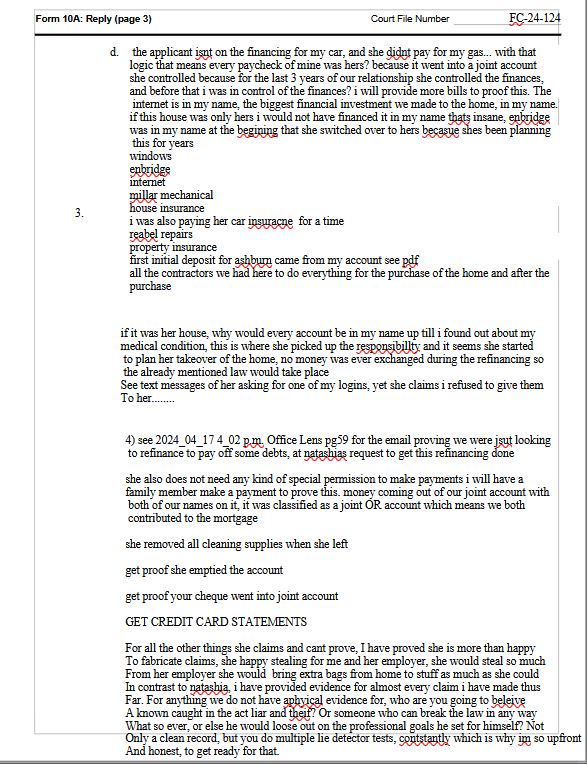 Form 10A: Reply (page 3)
Court File Number FC-24-124
d. the applicant isnt on the financing for my car, and she didnt pay for my gas... with that
logic that means every paycheck of mine was hers? because it went into a joint account
she controlled because for the last 3 years of our relationship she controlled the finances,
and before that i was in control of the finances? i will provide more bills to proof this. The
internet is in my name, the biggest financial investment we made to the home, in my name.
if this house was only hers i would not have financed it in my name thats insane, enbridge
was in my name at the begining that she switched over to hers becasue shes been planning
this for years
windows
enbridge
internet
millar mechanical
house insurance
3.
i was also paying her car insuracne for a time
reabel repairs
property insurance
first initial deposit for ashburn came from my account see pdf
all the contractors we had here to do everything for the purchase of the home and after the
purchase
if it was her house, why would every account be in my name up till i found out about my
medical condition, this is where she picked up the responsibillty and it seems she started
to plan her takeover of the home, no money was ever exchanged during the refinancing so
the already mentioned law would take place
See text messages of her asking for one of my logins, yet she claims i refused to give them
To her........
4) see 2024_04_17 4_02 p.m. Office Lens pg59 for the email proving we were jsut looking
to refinance to pay off some debts, at natashias request to get this refinancing done
she also does not need any kind of special permission to make payments i will have a
family member make a payment to prove this. money coming out of our joint account with
both of our names on it, it was classified as a joint OR account which means we both
contributed to the mortgage
she removed all cleaning supplies when she left
get proof she emptied the account
get proof your cheque went into joint account
GET CREDIT CARD STATEMENTS
For all the other things she claims and cant prove, I have proved she is more than happy
To fabricate claims, she happy stealing for me and her employer, she would steal so much
From her employer she would bring extra bags from home to stuff as much as she could
In contrast to natashia, i have provided evidence for almost every claim i have made thus
Far. For anything we do not have aphyical evidence for, who are you going to beleive
A known caught in the act liar and theif? Or someone who can break the law in any way
What so ever, or else he would loose out on the professional goals he set for himself? Not
Only a clean record, but you do multiple lie detector tests, contstantly which is why im so upfront
And honest, to get ready for that.